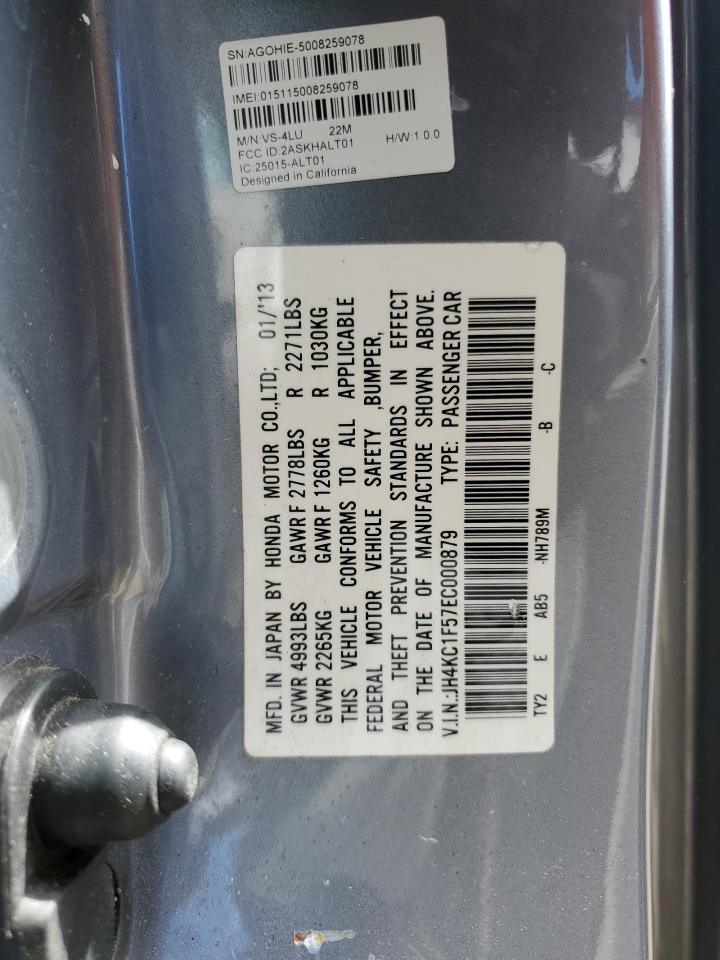 SN:AGOHIE-5008259078
IMEI:015115008259078
M/N:VS-4LU 22M
FCC ID:2ASKHALT01 H/W:1.0.0
IC:25015-ALT01
Designed in California
MFD. IN JAPAN BY HONDA MOTOR CO.,LTD; 01/'13
GVWR 4993LBS GAWR F 2778LBS R 2271LBS
GVWR 2265KG GAWR F 1260KG R 1030KG
THIS VEHICLE CONFORMS TO ALL APPLICABLE
FEDERAL MOTOR VEHICLE SAFETY ,BUMPER,
AND THEFT PREVENTION STANDARDS IN EFFECT
ON THE DATE OF MANUFACTURE SHOWN ABOVE.
V.I.N.:JH4KC1F57EC000879 TYPE: PASSENGER CAR
TY2 E AB5 -NH789M -B -C